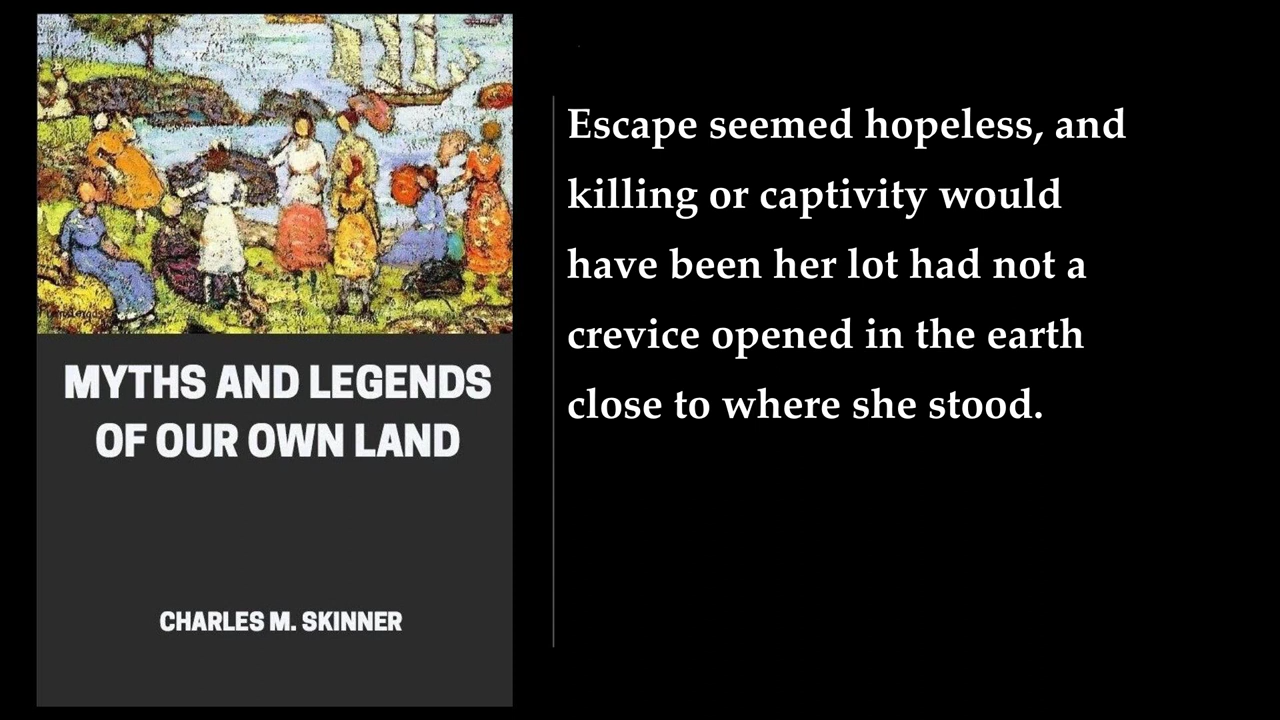 MYTHS AND LEGENDS
OF OUR OWN LAND
CHARLES M. SKINNER
Escape seemed hopeless, and
killing or captivity would
have been her lot had not a
crevice opened in the earth
close to where she stood.